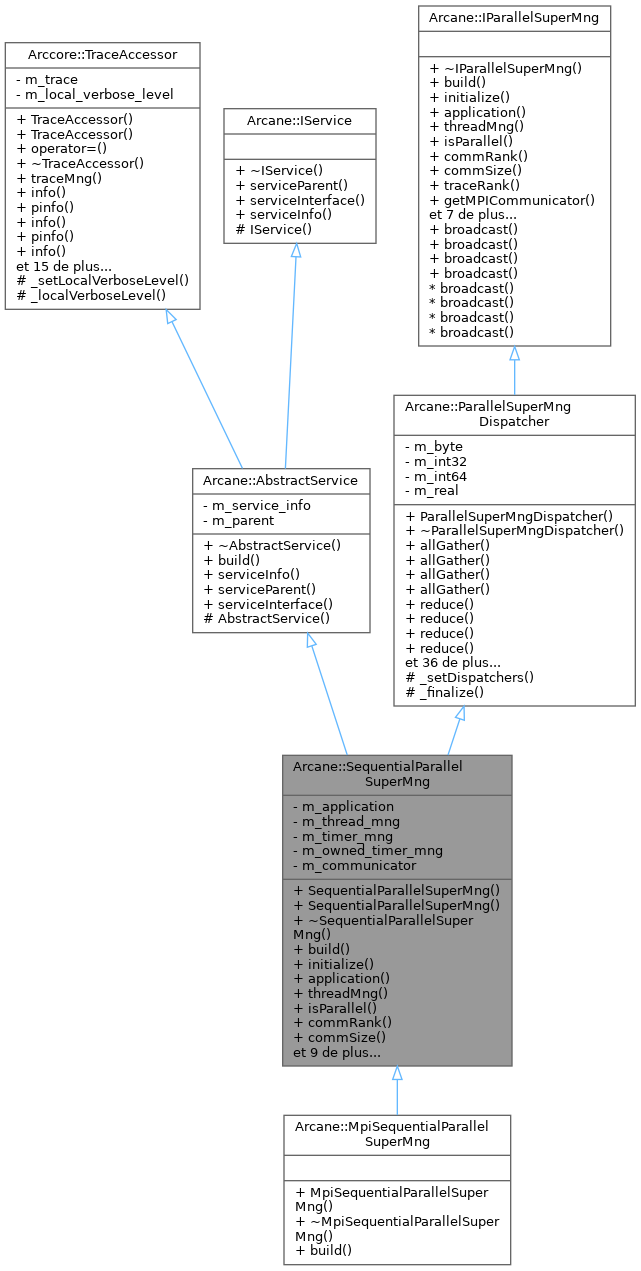 Arcane::IParallelSuperMng
+ ~IParallelSuperMng()
+ build()
+ initialize()
+ application()
+ threadMng()
+ isParallel()
+ commRank()
+ commSize()
+ traceRank()
+ getMPICommunicator()
et 7 de plus...
+ broadcast()
+ broadcast()
+ broadcast()
+ broadcast()
* broadcast()
* broadcast()
* broadcast()
* broadcast()
Arccore::TraceAccessor
- m_trace
- m_local_verbose_level
+ TraceAccessor()
+ TraceAccessor()
+ operator=()
+ ~TraceAccessor()
+ traceMng()
+ info()
+ pinfo()
+ info()
+ pinfo()
+ info()
et 15 de plus...
# _setLocalVerboseLevel()
# _localVerboseLevel()
Arcane::IService
+ ~IService()
+ serviceParent()
+ serviceInterface()
+ serviceInfo()
# IService()
Arcane::ParallelSuperMng
Dispatcher
- m_byte
- m_int32
- m_int64
- m_real
+ ParallelSuperMngDispatcher()
+ ~ParallelSuperMngDispatcher()
+ allGather()
+ allGather()
+ allGather()
+ allGather()
+ reduce()
+ reduce()
+ reduce()
+ reduce()
et 36 de plus...
# _setDispatchers()
# _finalize()
Arcane::AbstractService
- m_service_info
- m_parent
+ ~AbstractService()
+ build()
+ serviceInfo()
+ serviceParent()
+ serviceInterface()
# AbstractService()
Arcane::SequentialParallel
SuperMng
- m_application
- m_thread_mng
- m_timer_mng
- m_owned_timer_mng
- m_communicator
+ SequentialParallelSuperMng()
+ SequentialParallelSuperMng()
+ ~SequentialParallelSuper
Mng()
+ build()
+ initialize()
+ application()
+ threadMng()
+ isParallel()
+ commRank()
+ commSize()
et 9 de plus...
Arcane::MpiSequentialParallel
SuperMng
+ MpiSequentialParallelSuper
Mng()
+ ~MpiSequentialParallelSuper
Mng()
+ build()